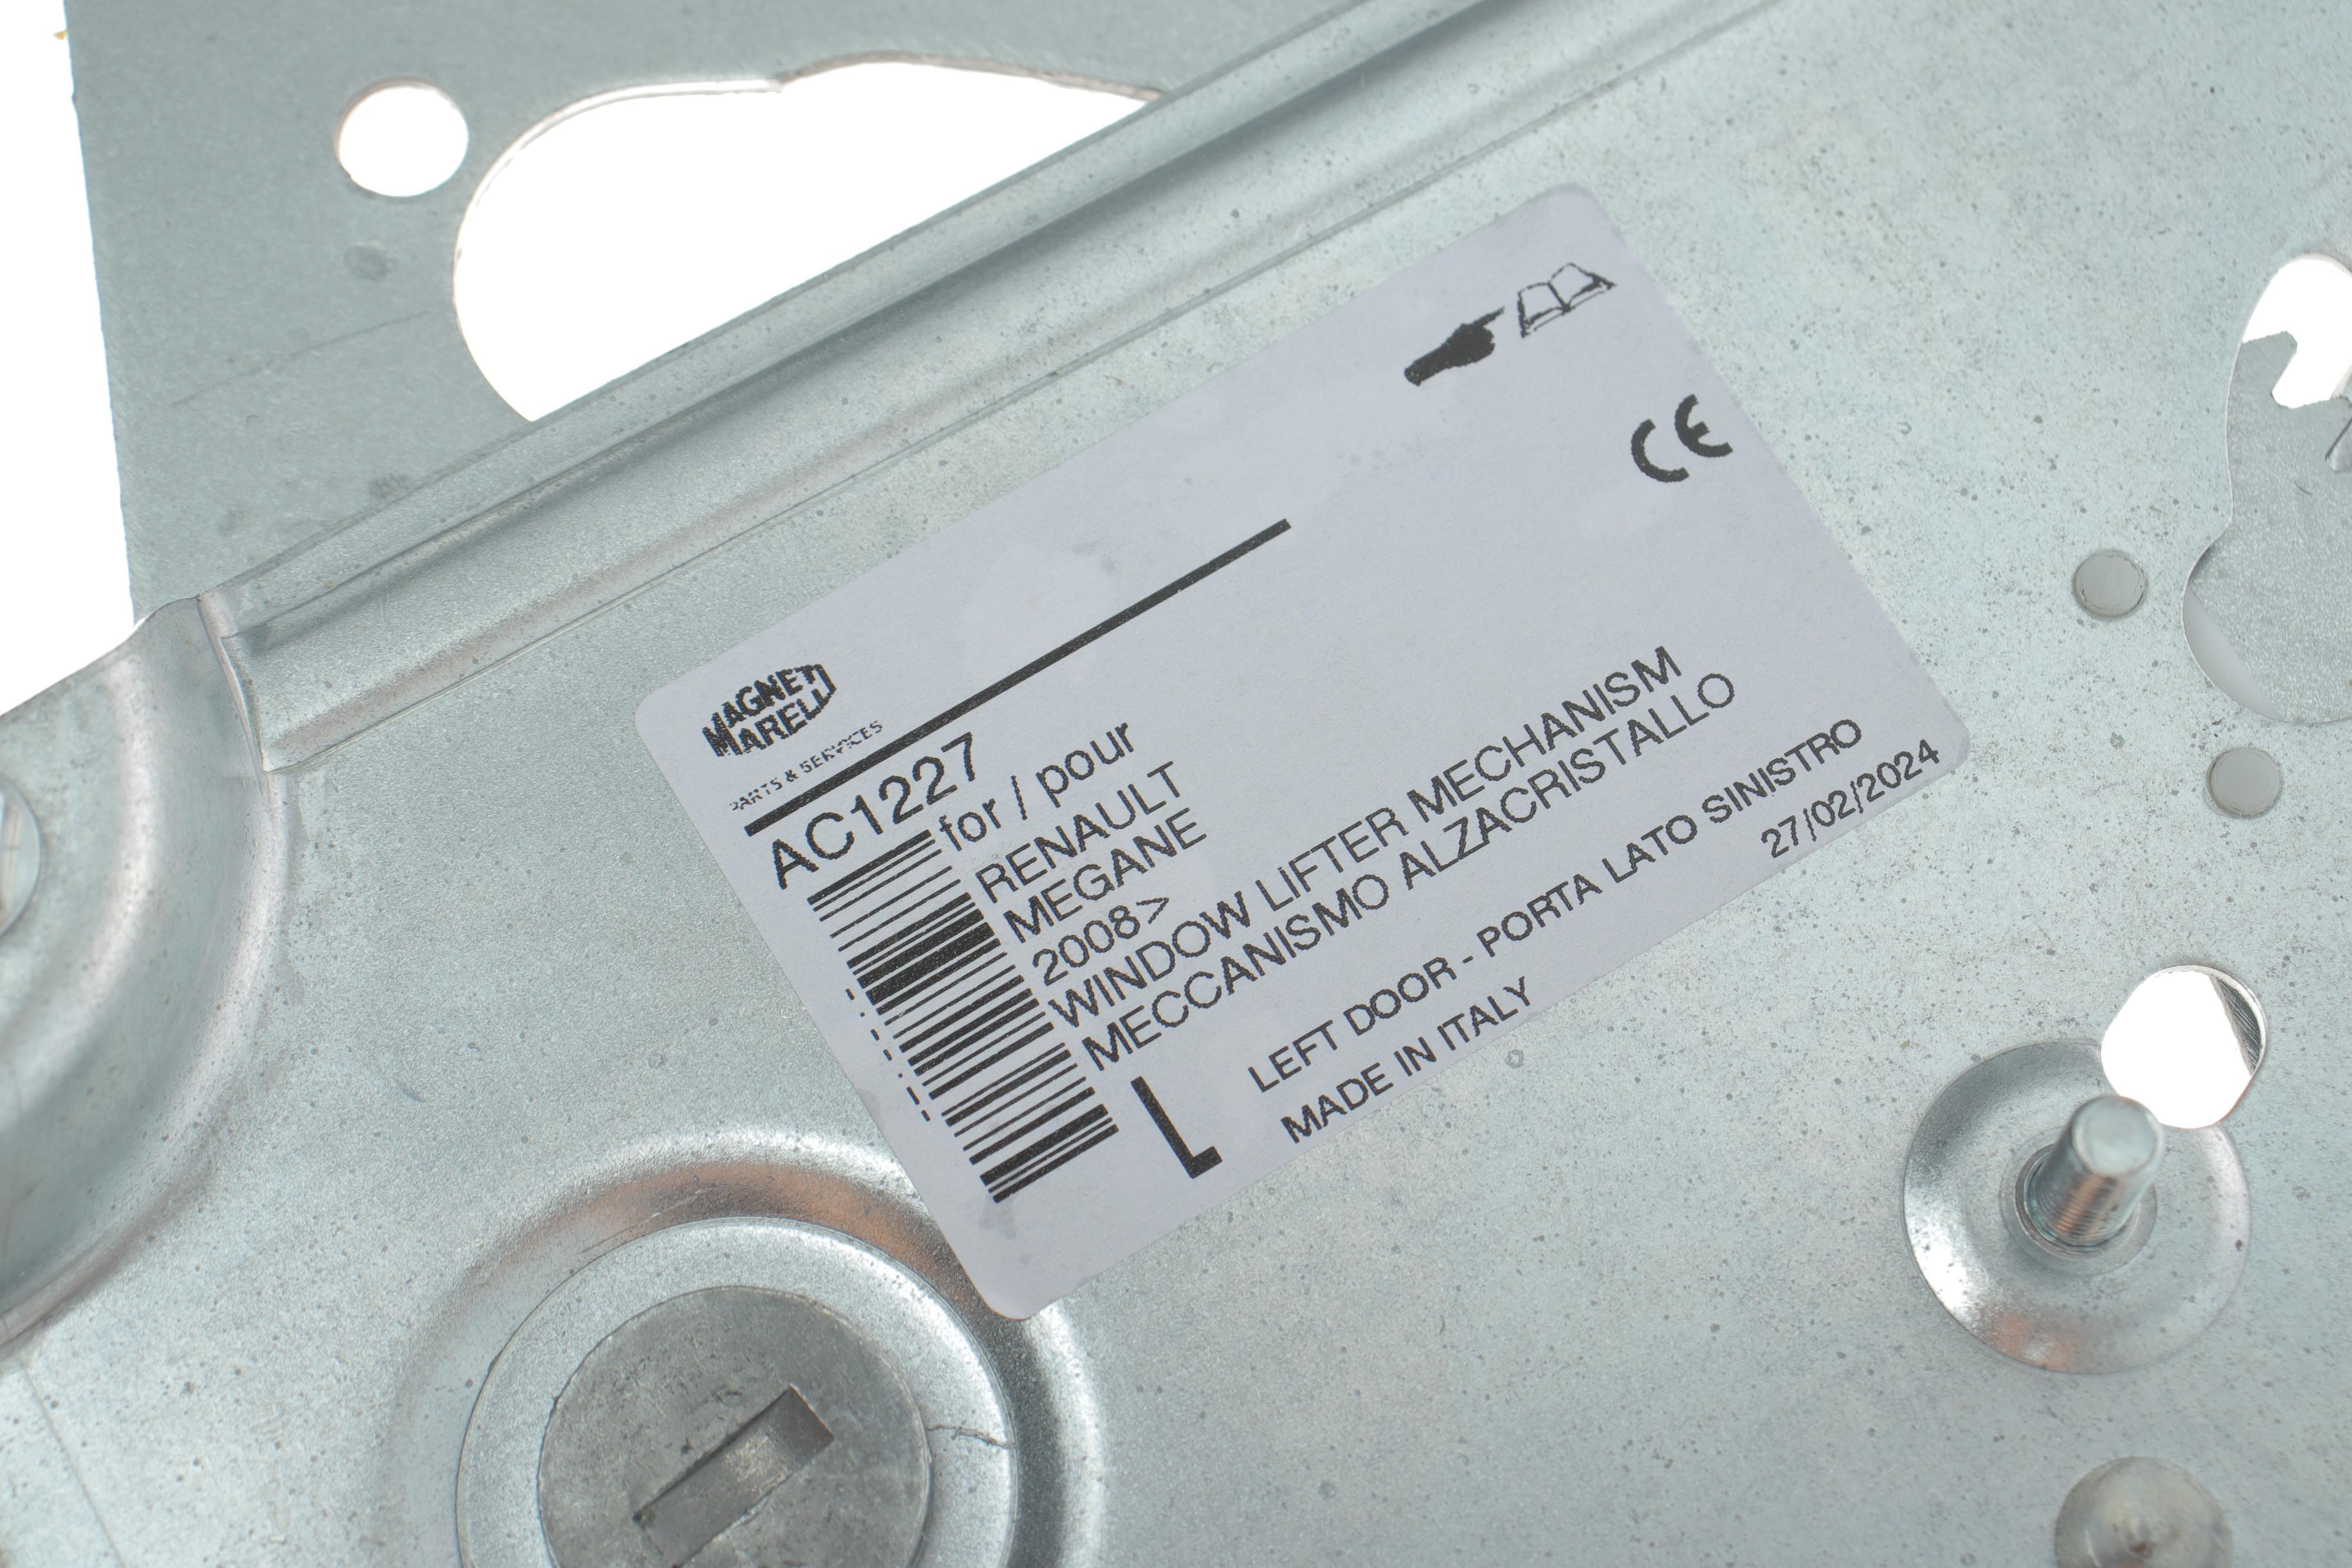 MAGNETI
MARELLI
PARTS & SERVICES
CE
AC1227
for / pour
RENAULT
MEGANE
2008>
WINDOW LIFTER MECHANISM
MECCANISMO ALZACRISTALLO
L
LEFT DOOR - PORTA LATO SINISTRO
MADE IN ITALY
27/02/2024